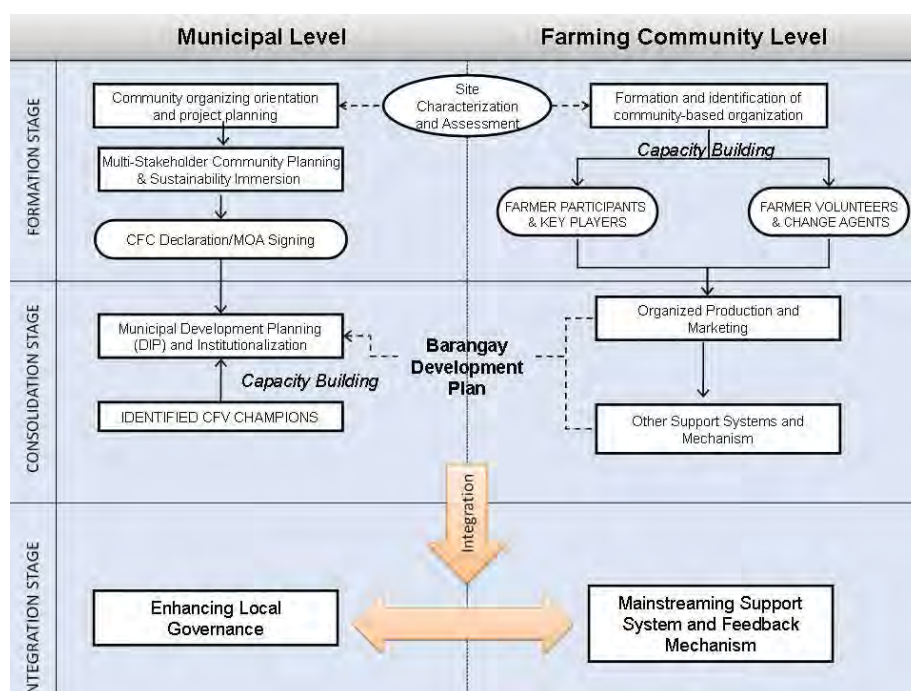 Municipal Level
Farming Community Level
FORMATION STAGE
Community organizing orientation
and project planning
Site
Characterization
and Assessment
Formation and identification of
community-based organization
Capacity Building
Multi-Stakeholder Community Planning
& Sustainability Immersion
FARMER PARTICIPANTS
& KEY PLAYERS
FARMER VOLUNTEERS
& CHANGE AGENTS
CFC Declaration/MOA Signing
CONSOLIDATION STAGE
Municipal Development Planning
(DIP) and Institutionalization
Capacity Building
IDENTIFIED CFV CHAMPIONS
Barangay
Development
Plan
Organized Production and
Marketing
Other Support Systems and
Mechanism
Integration
NTEGRATION STAGE
Enhancing Local
Governance
Mainstreaming Support
System and Feedback
Mechanism